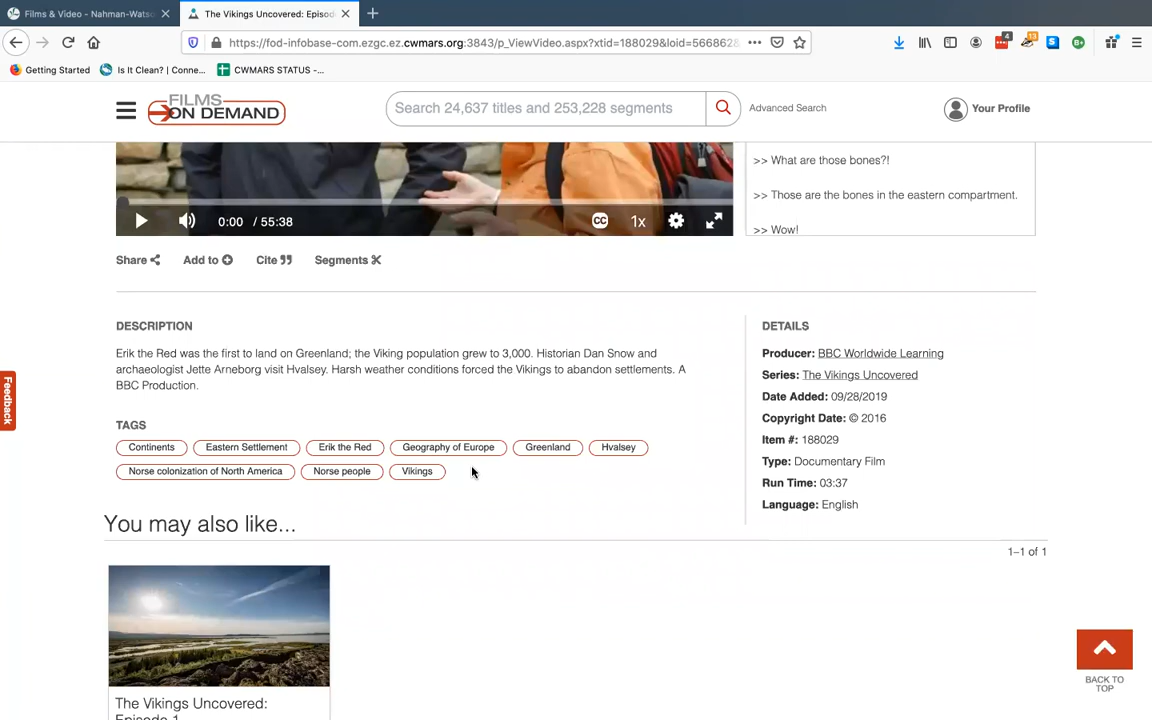 Films & Video - Nahman-Watso
The Vikings Uncovered: Episod
https://fod-infobase-com.ezgc.ez.cwmars.org:3843/p_ViewVideo.aspx?xtid=188029&loid=5668628
4
13
S
B+
Getting Started
Is It Clean? | Conne...
CWMARS STATUS -...
FILMS
ON DEMAND
Search 24,637 titles and 253,228 segments
Advanced Search
Your Profile
>> What are those bones?!
>> Those are the bones in the eastern compartment.
>> Wow!
0:00 / 55:38
CC
1x
Share
Add to
Cite
Segments
DESCRIPTION
Erik the Red was the first to land on Greenland; the Viking population grew to 3,000. Historian Dan Snow and
archaeologist Jette Arneborg visit Hvalsey. Harsh weather conditions forced the Vikings to abandon settlements. A
BBC Production.
TAGS
Continents
Eastern Settlement
Erik the Red
Geography of Europe
Greenland
Hvalsey
Norse colonization of North America
Norse people
Vikings
DETAILS
Producer: BBC Worldwide Learning
Series: The Vikings Uncovered
Date Added: 09/28/2019
Copyright Date: © 2016
Item #: 188029
Type: Documentary Film
Run Time: 03:37
Language: English
Feedback
You may also like...
1–1 of 1
The Vikings Uncovered:
Episode 1
BACK TO
TOP